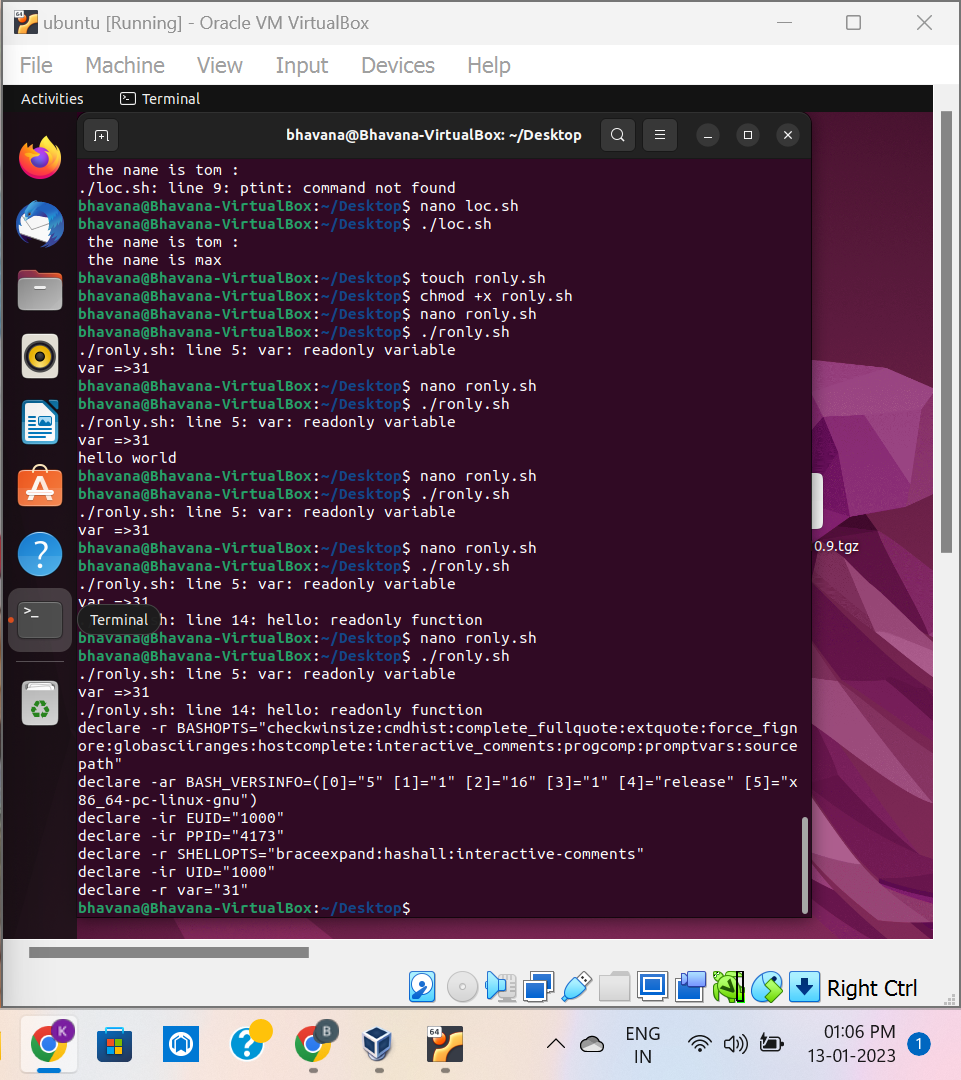 ubuntu [Running] - Oracle VM VirtualBox
File Machine View Input Devices Help
Activities Terminal
bhavana@Bhavana-VirtualBox: ~/Desktop
the name is tom :
./loc.sh: line 9: ptint: command not found
bhavana@Bhavana-VirtualBox:~/Desktop$ nano loc.sh
bhavana@Bhavana-VirtualBox:~/Desktop$ ./loc.sh
the name is tom :
the name is max
bhavana@Bhavana-VirtualBox:~/Desktop$ touch ronly.sh
bhavana@Bhavana-VirtualBox:~/Desktop$ chmod +x ronly.sh
bhavana@Bhavana-VirtualBox:~/Desktop$ nano ronly.sh
bhavana@Bhavana-VirtualBox:~/Desktop$ ./ronly.sh
./ronly.sh: line 5: var: readonly variable
var =>31
bhavana@Bhavana-VirtualBox:~/Desktop$ nano ronly.sh
bhavana@Bhavana-VirtualBox:~/Desktop$ ./ronly.sh
./ronly.sh: line 5: var: readonly variable
var =>31
hello world
bhavana@Bhavana-VirtualBox:~/Desktop$ nano ronly.sh
bhavana@Bhavana-VirtualBox:~/Desktop$ ./ronly.sh
./ronly.sh: line 5: var: readonly variable
var =>31
bhavana@Bhavana-VirtualBox:~/Desktop$ nano ronly.sh
0.9.tgz
bhavana@Bhavana-VirtualBox:~/Desktop$ ./ronly.sh
./ronly.sh: line 5: var: readonly variable
var =>31
Terminal
h: line 14: hello: readonly function
bhavana@Bhavana-VirtualBox:~/Desktop$ nano ronly.sh
bhavana@Bhavana-VirtualBox:~/Desktop$ ./ronly.sh
./ronly.sh: line 5: var: readonly variable
var =>31
./ronly.sh: line 14: hello: readonly function
declare -r BASHOPTS="checkwinsize:cmdhist:complete_fullquote:extquote:force_fign
ore:globasciiranges:hostcomplete:interactive_comments:progcomp:promptvars:source
path"
declare -ar BASH_VERSINFO=([0]="5" [1]="1" [2]="16" [3]="1" [4]="release" [5]="x
86_64-pc-linux-gnu")
declare -ir EUID="1000"
declare -ir PPID="4173"
declare -r SHELLOPTS="braceexpand:hashall:interactive-comments"
declare -ir UID="1000"
declare -r var="31"
bhavana@Bhavana-VirtualBox:~/Desktop$
Right Ctrl
K
B
64
ENG
IN
01:06 PM
13-01-2023
1